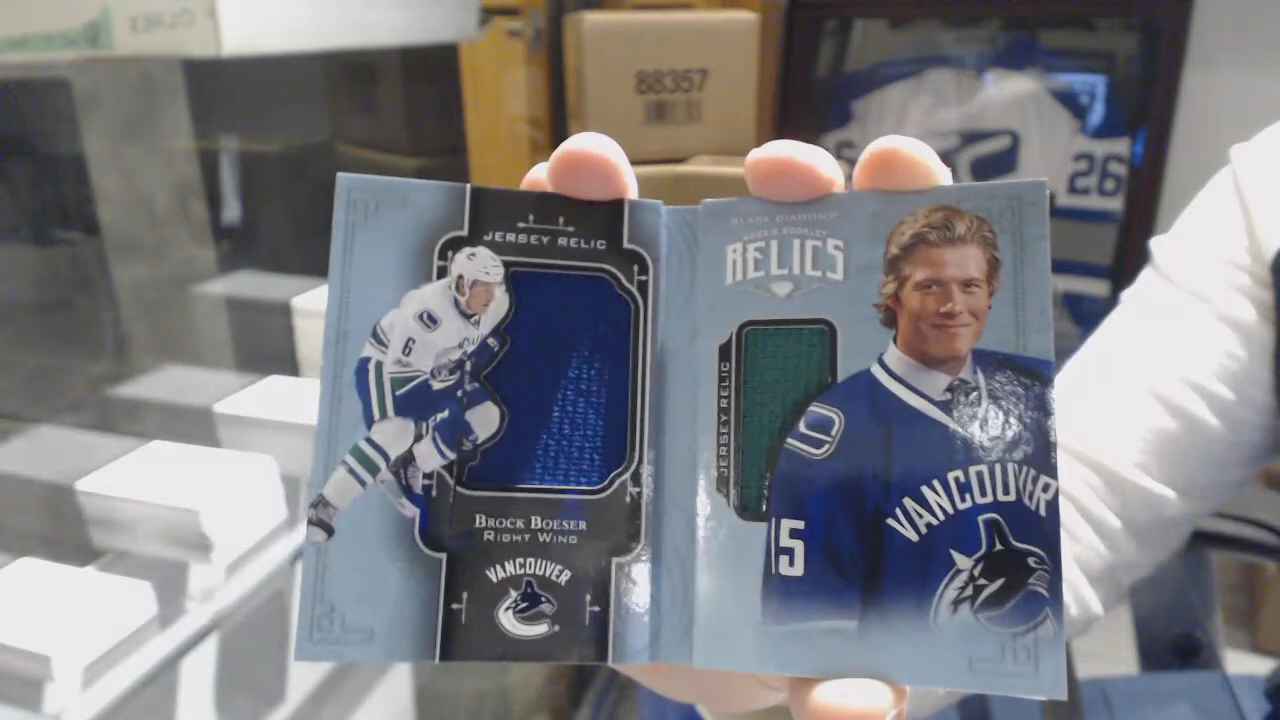 88357
26
JERSEY RELIC
6
BROCK BOESER
RIGHT WING
VANCOUVER
BLACK DIAMOND
ROOKIE BOOKLET
RELICS
JERSEY RELIC
15
VANCOUVER